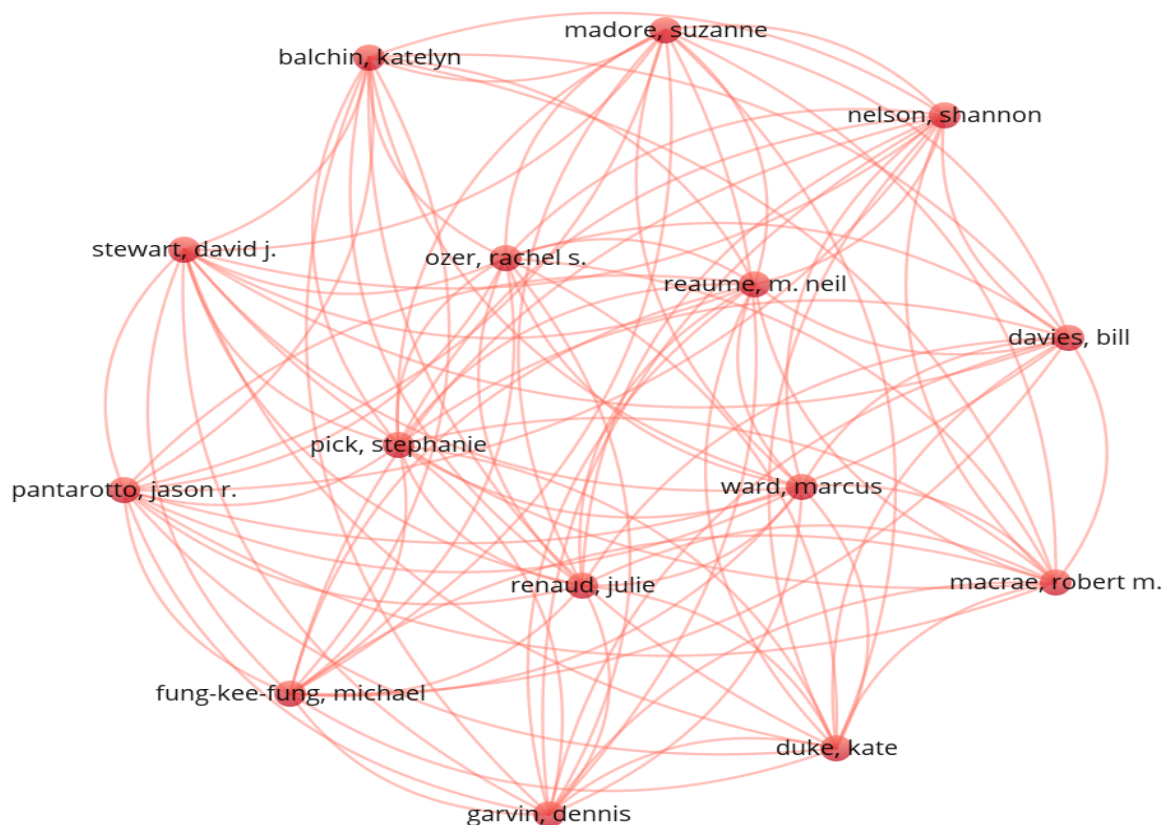 madore, suzanne
balchin, katelyn
nelson, shannon
stewart, david j.
ozer, rachel s.
reaume, m. neil
davies, bill
pick, stephanie
pantarotto, jason r.
ward, marcus
renaud, julie
macrae, robert m.
fung-kee-fung, michael
duke, kate
garvin, dennis